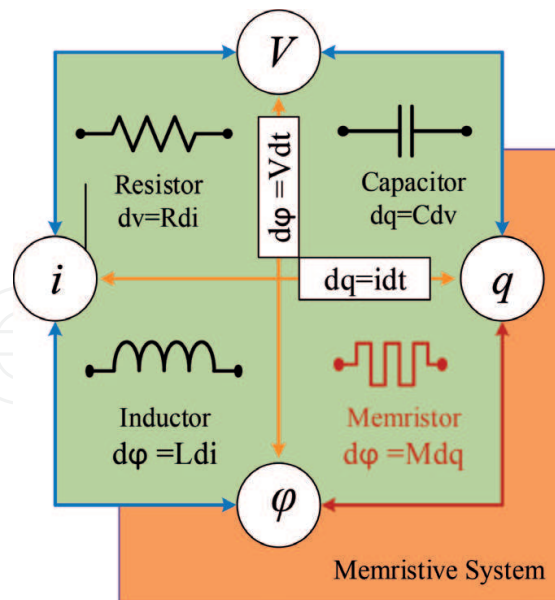 V
Resistor
dv=Rdi
dφ =Vdt
Capacitor
dq=Cdv
i
dq=idt
q
Inductor
dφ =Ldi
Memristor
dφ =Mdq
φ
Memristive System